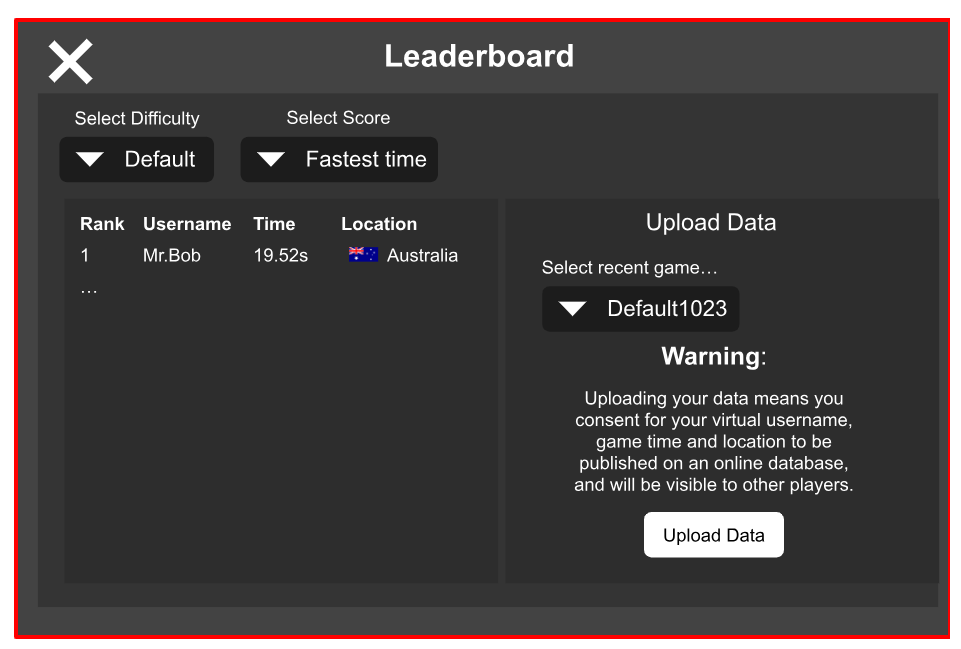 Leaderboard
Select Difficulty
Select Score
Default
Fastest time
Rank Username Time Location
1 Mr.Bob 19.52s Australia
…
Upload Data
Select recent game…
Default1023
Warning:
Uploading your data means you
consent for your virtual username,
game time and location to be
published on an online database,
and will be visible to other players.
Upload Data